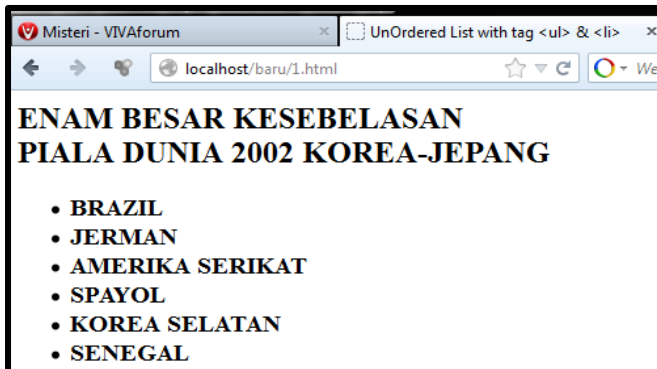 Misteri - VIVAforum
UnOrdered List with tag <ul> & <li>
localhost/baru/1.html
We
ENAM BESAR KESEBELASAN
PIALA DUNIA 2002 KOREA-JEPANG
• BRAZIL
• JERMAN
• AMERIKA SERIKAT
• SPAYOL
• KOREA SELATAN
• SENEGAL